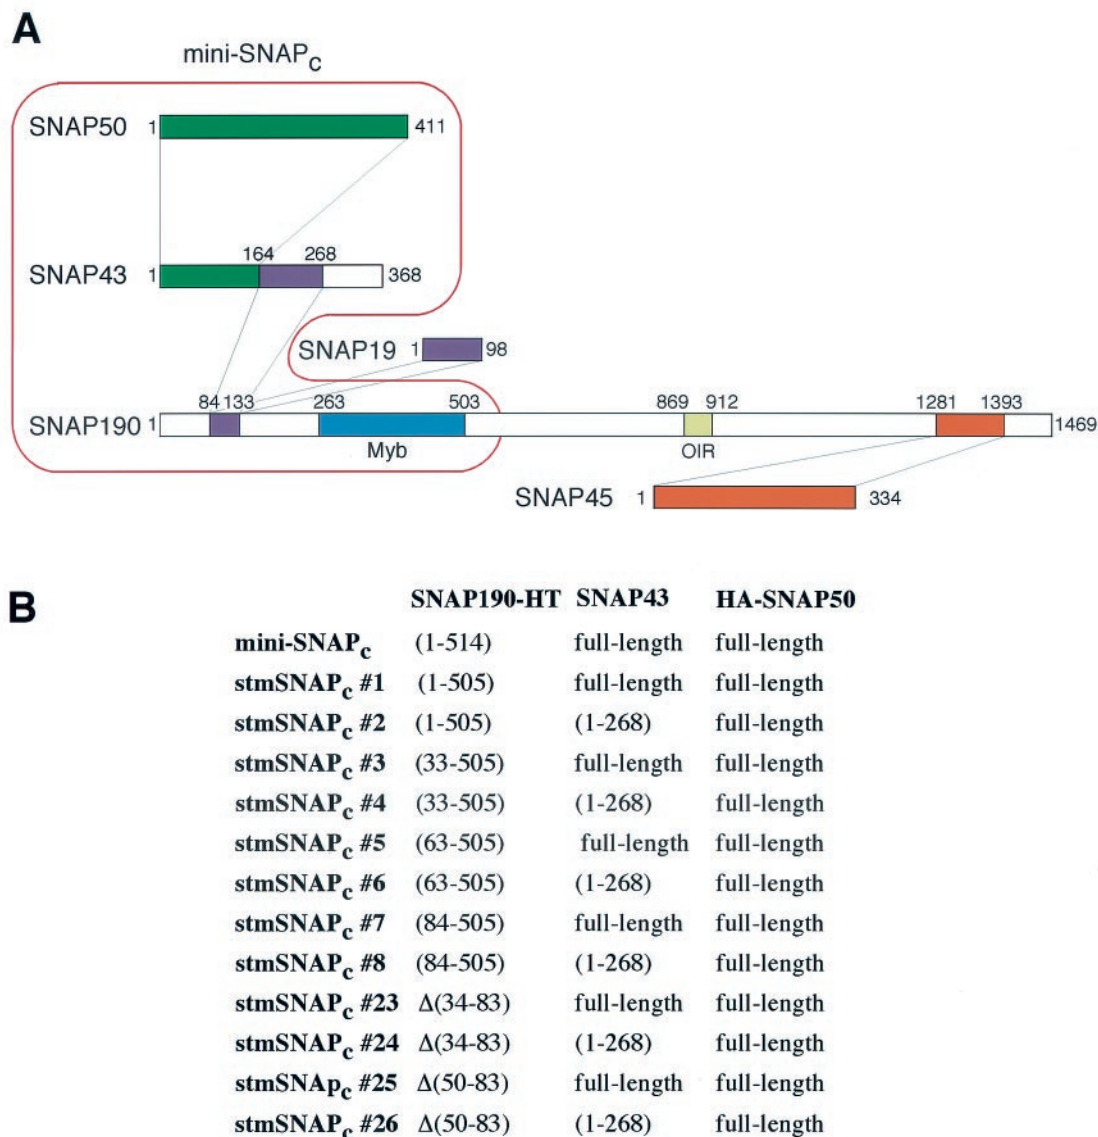 A
mini-SNAPc
SNAP50 1 411
164 268
SNAP43 1 368
SNAP19 1 98
84 133 263 503 869 912 1281 1393
SNAP190 1 1469
Myb OIR
SNAP45 1 334
B
SNAP190-HT SNAP43 HA-SNAP50
mini-SNAPc (1-514) full-length full-length
stmSNAPc #1 (1-505) full-length full-length
stmSNAPc #2 (1-505) (1-268) full-length
stmSNAPc #3 (33-505) full-length full-length
stmSNAPc #4 (33-505) (1-268) full-length
stmSNAPc #5 (63-505) full-length full-length
stmSNAPc #6 (63-505) (1-268) full-length
stmSNAPc #7 (84-505) full-length full-length
stmSNAPc #8 (84-505) (1-268) full-length
stmSNAPc #23 Δ(34-83) full-length full-length
stmSNAPc #24 Δ(34-83) (1-268) full-length
stmSNApc #25 Δ(50-83) full-length full-length
stmSNAPc #26 Δ(50-83) (1-268) full-length